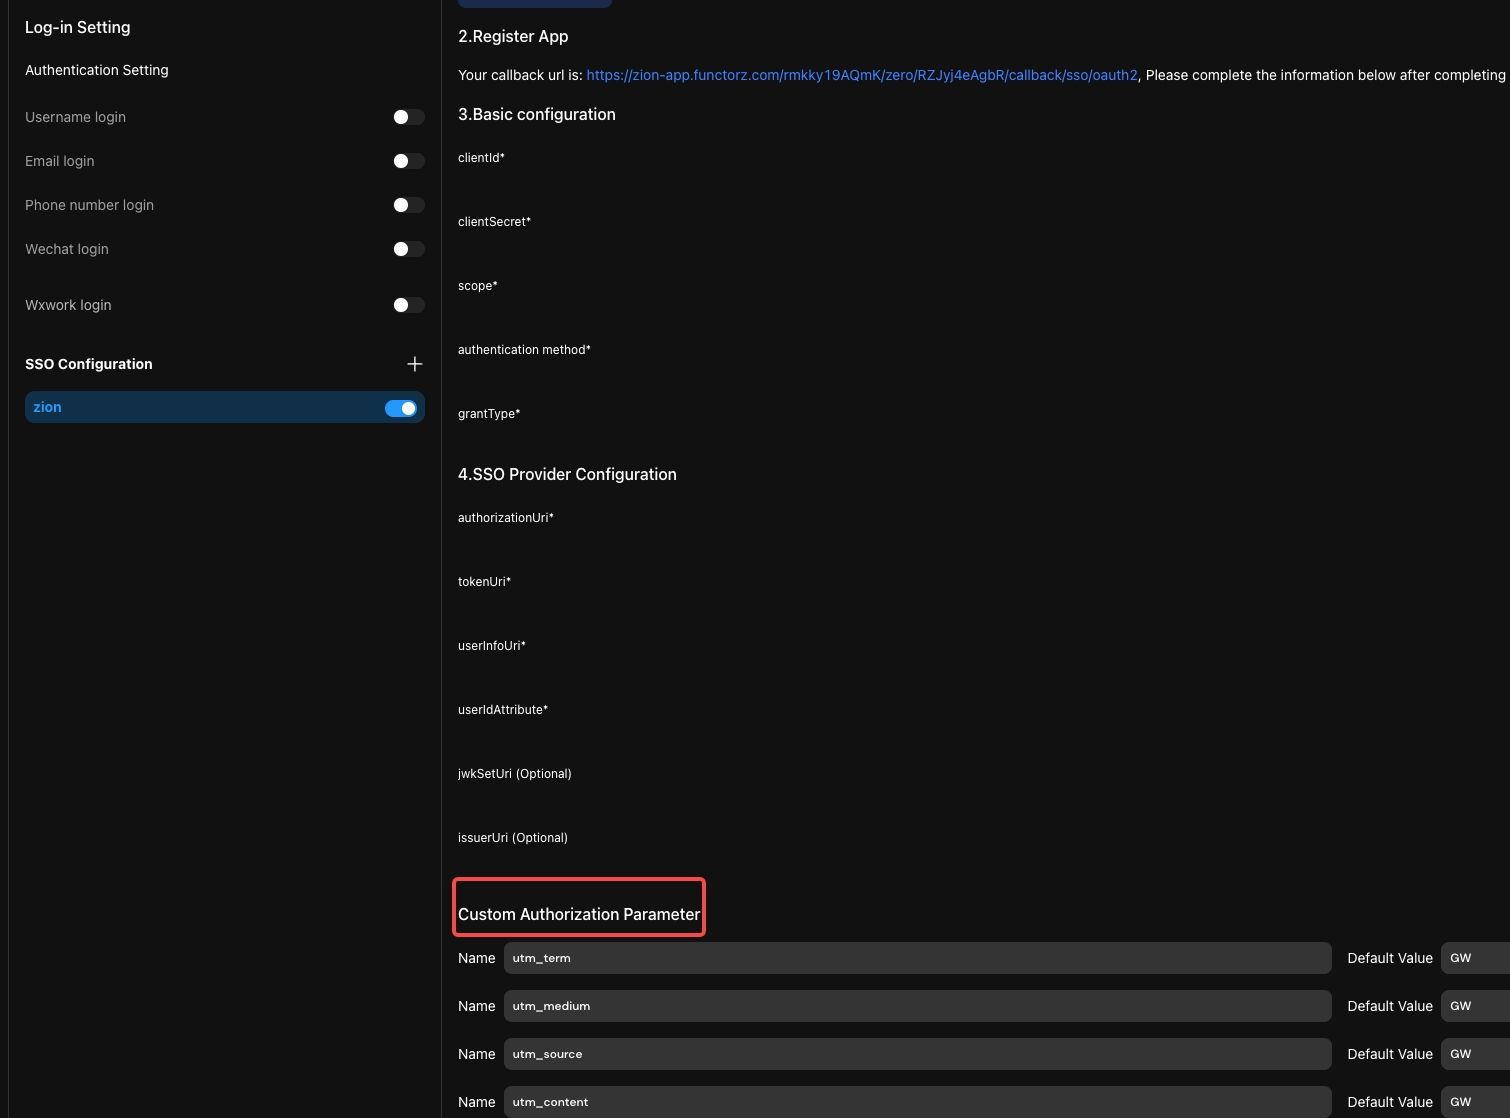 Log-in Setting
Authentication Setting
Username login
Email login
Phone number login
Wechat login
Wxwork login
SSO Configuration
zion
2.Register App
Your callback url is: https://zion-app.functorz.com/rmkky19AQmK/zero/RZJyj4eAgbR/callback/sso/oauth2, Please complete the information below after completing
3.Basic configuration
clientId*
clientSecret*
scope*
authentication method*
grantType*
4.SSO Provider Configuration
authorizationUri*
tokenUri*
userInfoUri*
userIdAttribute*
jwkSetUri (Optional)
issuerUri (Optional)
Custom Authorization Parameter
Name utm_term Default Value GW
Name utm_medium Default Value GW
Name utm_source Default Value GW
Name utm_content Default Value GW